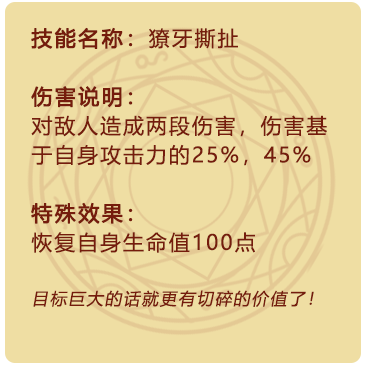 技能名称：獠牙撕扯
伤害说明：
对敌人造成两段伤害，伤害基
于自身攻击力的25%，45%
特殊效果：
恢复自身生命值100点
目标巨大的话就更有切碎的价值了！